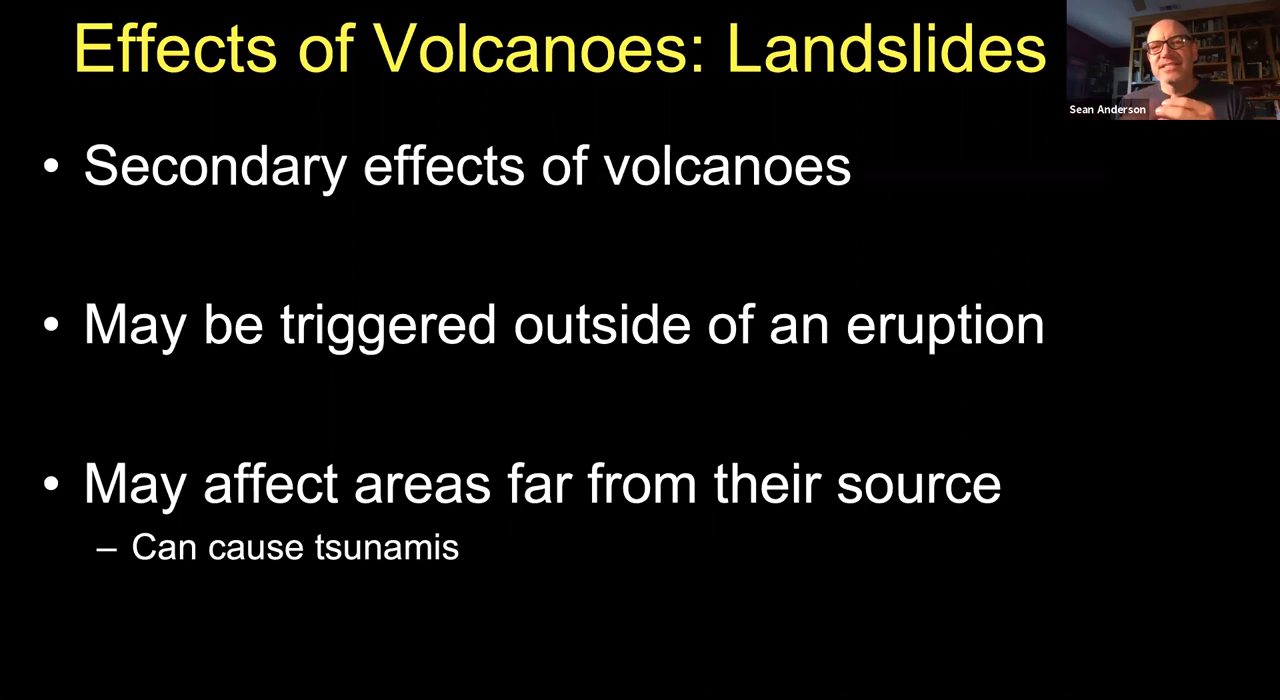 Effects of Volcanoes: Landslides
Sean Anderson
• Secondary effects of volcanoes
• May be triggered outside of an eruption
• May affect areas far from their source
– Can cause tsunamis